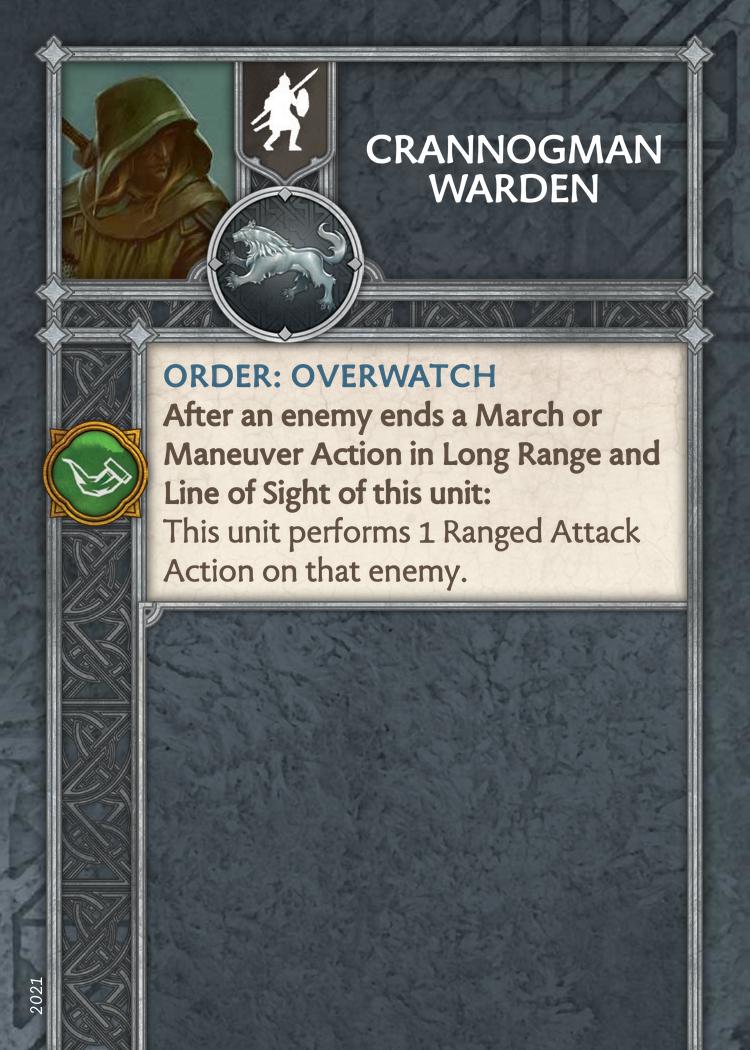 CRANNOGMAN
WARDEN
ORDER: OVERWATCH
After an enemy ends a March or
Maneuver Action in Long Range and
Line of Sight of this unit:
This unit performs 1 Ranged Attack
Action on that enemy.
2021